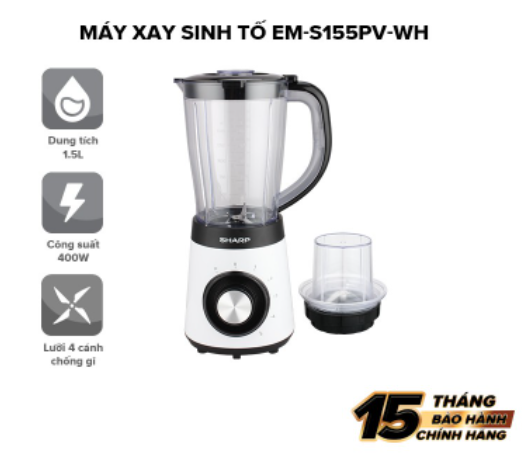 MÁY XAY SINH TỐ EM-S155PV-WH
Dung tích
1.5L
Công suất
400W
Lưỡi 4 cánh
chống gỉ
SHARP
15 THÁNG
BẢO HÀNH
CHÍNH HÃNG